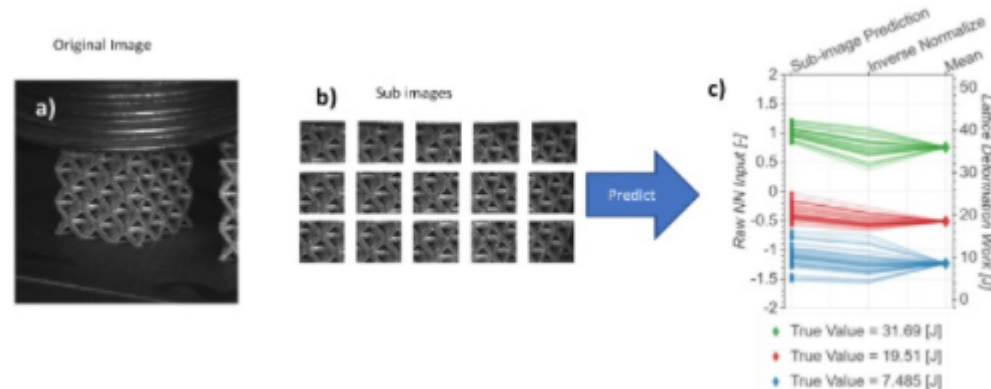 Original Image
a)
b)
Sub images
Predict
c)
Sub-image Prediction
Inverse Normalize
Mean
Raw NN Input [-]
2
1.5
1
0.5
0
-0.5
-1
-1.5
-2
50
40
30
20
10
0
Lattice Deformation Work [J]
True Value = 31.69 [J]
True Value = 19.51 [J]
True Value = 7.485 [J]